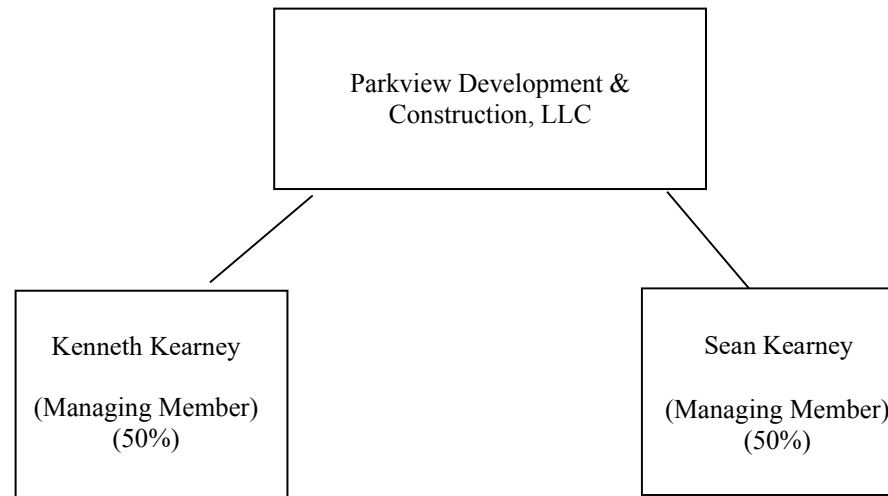 Parkview Development &
Construction, LLC
Kenneth Kearney
(Managing Member)
(50%)
Sean Kearney
(Managing Member)
(50%)